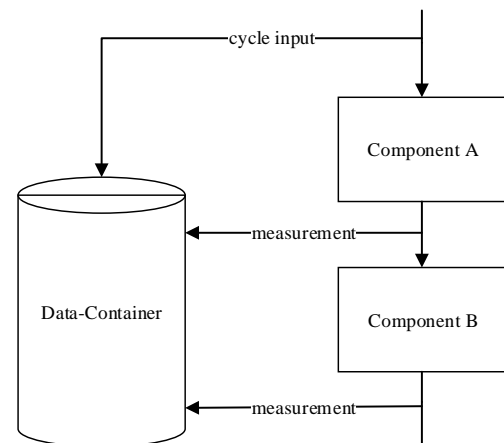 cycle input
Component A
measurement
Data-Container
Component B
measurement